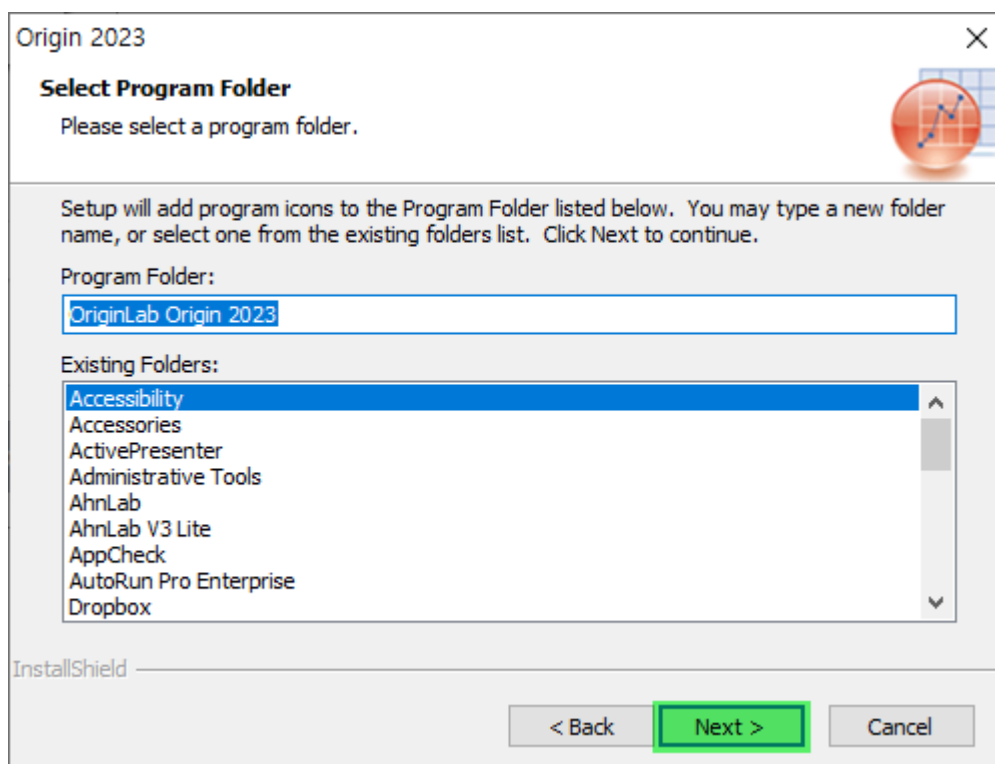 Origin 2023
Select Program Folder
Please select a program folder.
Setup will add program icons to the Program Folder listed below.  You may type a new folder
name, or select one from the existing folders list.  Click Next to continue.
Program Folder:
OriginLab Origin 2023
Existing Folders:
Accessibility
Accessories
ActivePresenter
Administrative Tools
AhnLab
AhnLab V3 Lite
AppCheck
AutoRun Pro Enterprise
Dropbox
InstallShield
< Back Next > Cancel